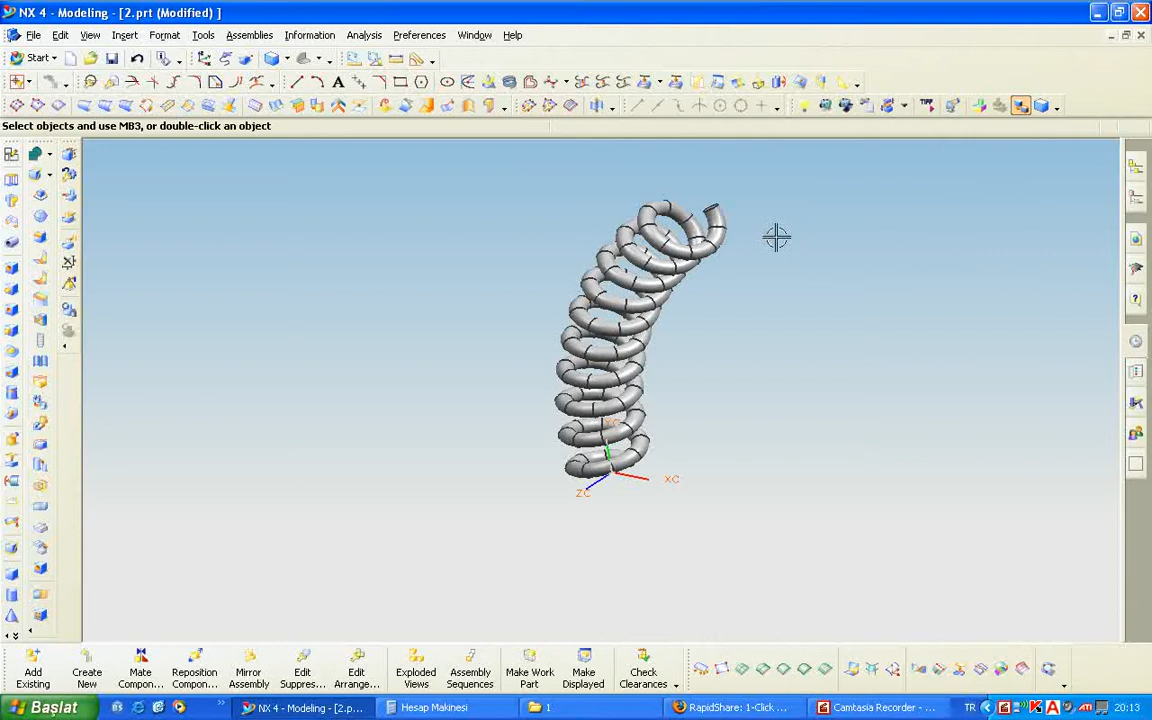 NX 4 - Modeling - [2.prt (Modified) ]
File Edit View Insert Format Tools Assemblies Information Analysis Preferences Window Help
Start
A
Select objects and use MB3, or double-click an object
XC
ZC
Add Existing
Create New
Mate Compon...
Reposition Compon...
Mirror Assembly
Edit Suppres...
Edit Arrange...
Exploded Views
Assembly Sequences
Make Work Part
Make Displayed
Check Clearances
Başlat
NX 4 - Modeling - [2.p...
Hesap Makinesi
1
RapidShare: 1-Click ...
Camtasia Recorder - ...
TR
20:13